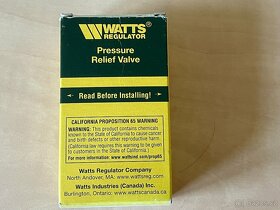 WATTS
REGULATOR
Pressure
Relief Valve
Read Before Installing!
CALIFORNIA PROPOSITION 65 WARNING
WARNING: This product contains chemicals
known to the State of California to cause cancer
and birth defects or other reproductive harm.
(California law requires this warning to be
given to customers in the State of California.)
For more information: www.wattsind.com/prop65
Watts Regulator Company
North Andover, MA: www.wattsreg.com
Watts Industries (Canada) Inc.
Burlington, Ontario: www.wattscanada.ca